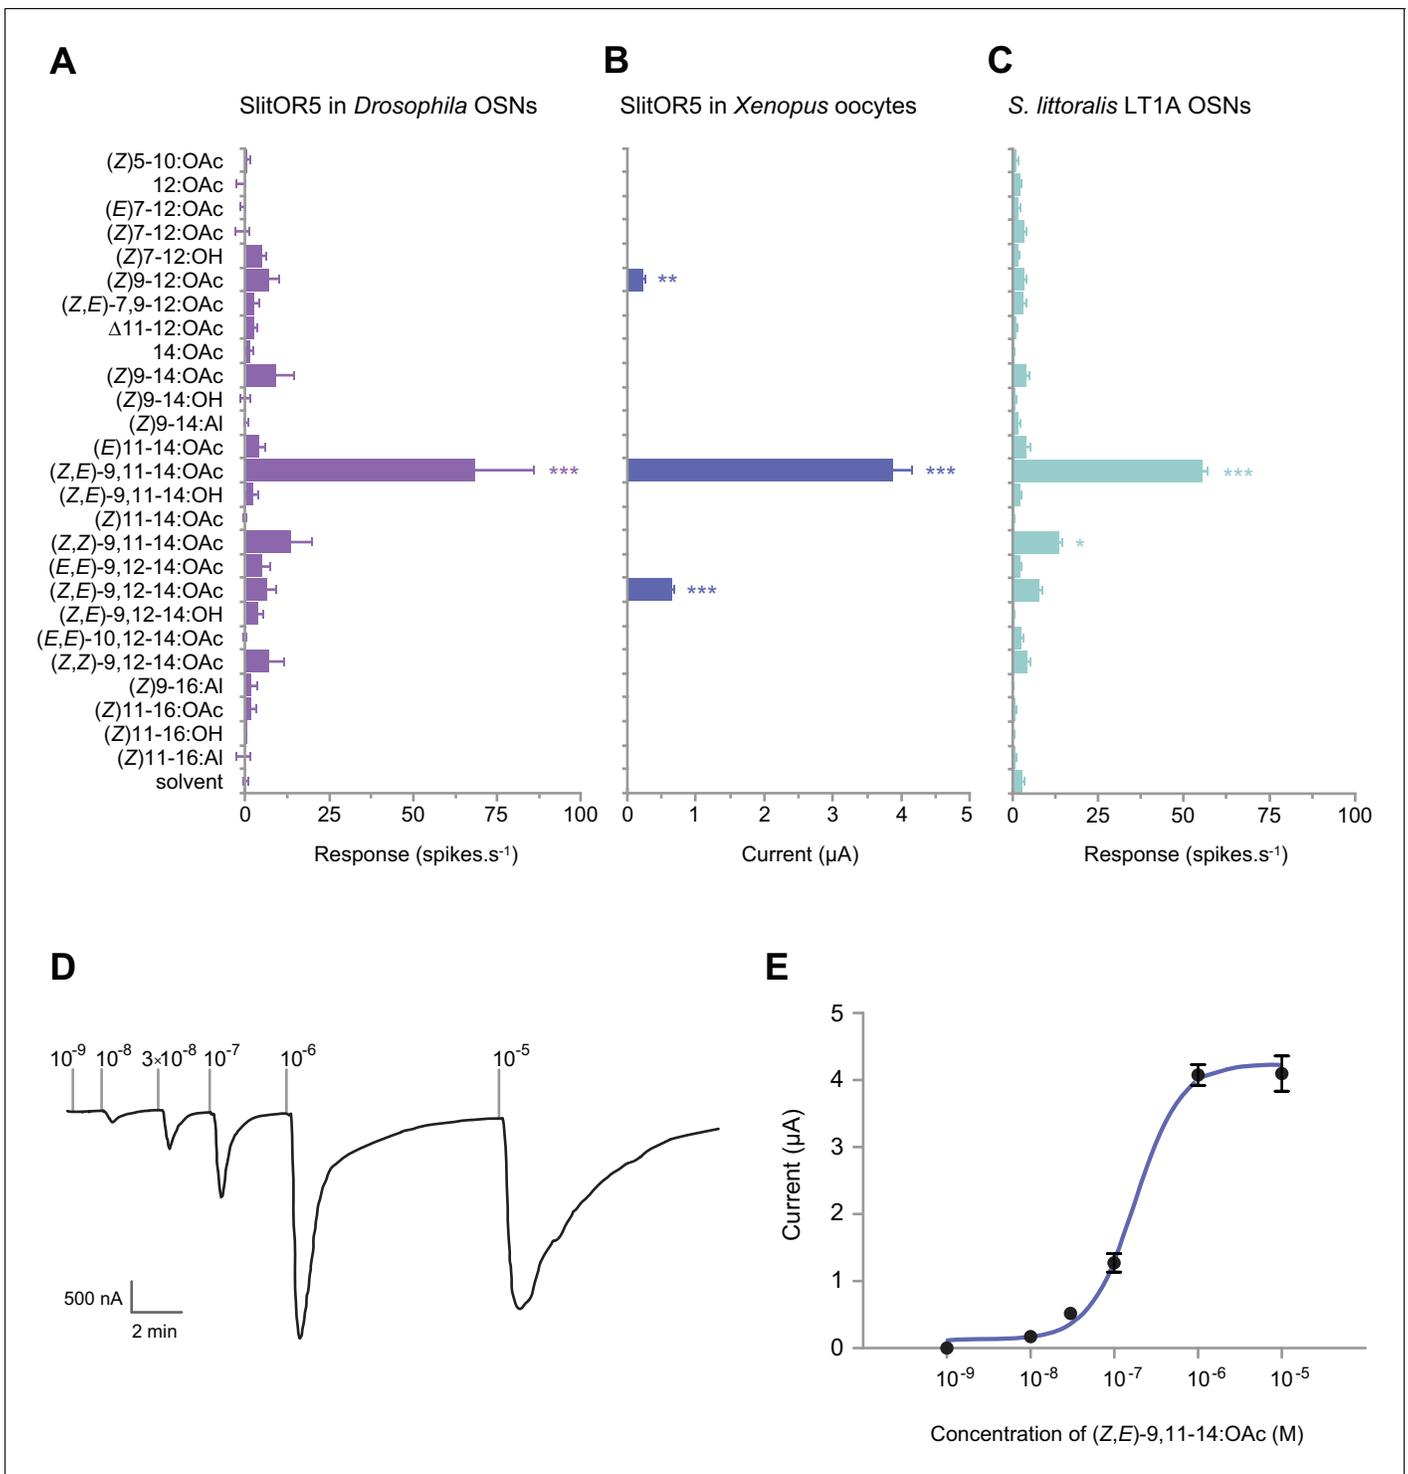 A
B
C
SlitOR5 in Drosophila OSNs
SlitOR5 in Xenopus oocytes
S. littoralis LT1A OSNs
(Z)5-10:OAc
12:OAc
(E)7-12:OAc
(Z)7-12:OAc
(Z)7-12:OH
(Z)9-12:OAc
**
(Z,E)-7,9-12:OAc
Δ11-12:OAc
14:OAc
(Z)9-14:OAc
(Z)9-14:OH
(Z)9-14:Al
(E)11-14:OAc
(Z,E)-9,11-14:OAc
***
***
***
(Z,E)-9,11-14:OH
(Z)11-14:OAc
(Z,Z)-9,11-14:OAc
*
(E,E)-9,12-14:OAc
(Z,E)-9,12-14:OAc
***
(Z,E)-9,12-14:OH
(E,E)-10,12-14:OAc
(Z,Z)-9,12-14:OAc
(Z)9-16:Al
(Z)11-16:OAc
(Z)11-16:OH
(Z)11-16:Al
solvent
0 25 50 75 100
0 1 2 3 4 5
0 25 50 75 100
Response (spikes.s⁻¹)
Current (µA)
Response (spikes.s⁻¹)
D
10⁻⁹ 10⁻⁸ 3×10⁻⁸ 10⁻⁷ 10⁻⁶ 10⁻⁵
500 nA
2 min
E
5
4
3
2
1
0
Current (µA)
10⁻⁹ 10⁻⁸ 10⁻⁷ 10⁻⁶ 10⁻⁵
Concentration of (Z,E)-9,11-14:OAc (M)